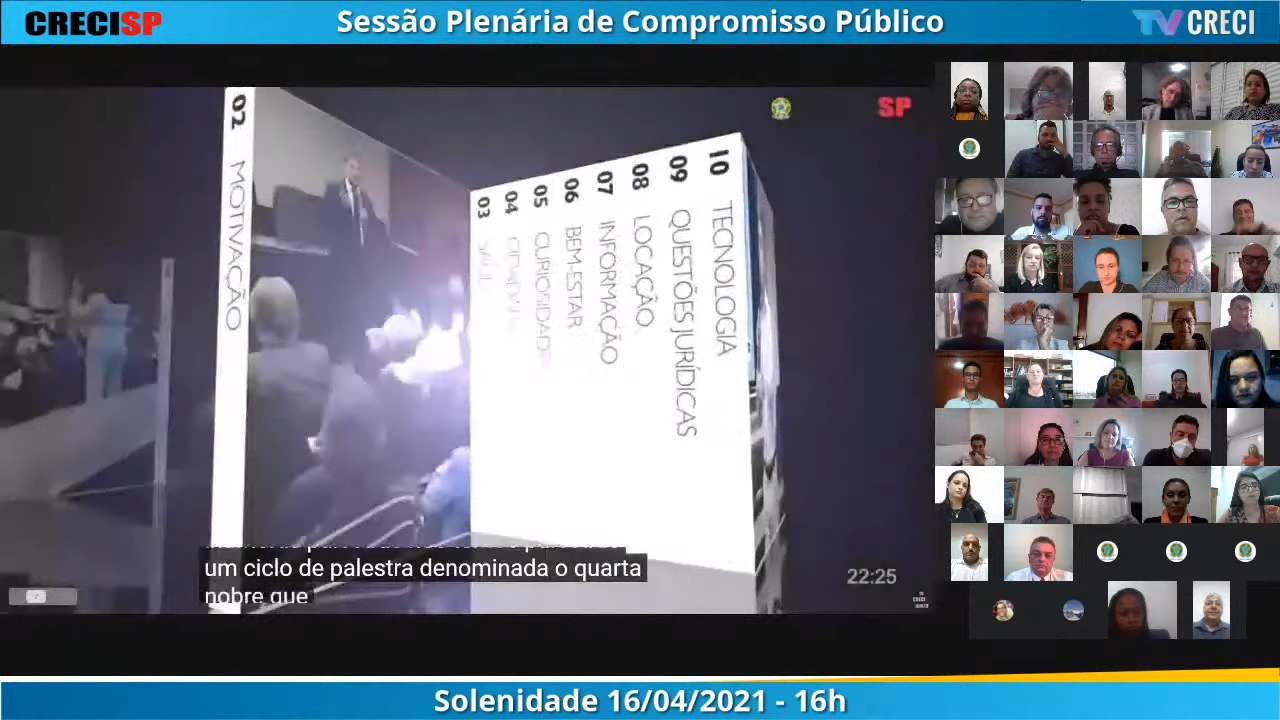 CRECISP
Sessão Plenária de Compromisso Público
TV CRECI
SP
02 MOTIVAÇÃO
10 TECNOLOGIA
09 QUESTÕES JURÍDICAS
08 LOCAÇÃO
07 INFORMAÇÃO
06 BEM-ESTAR
05 CURIOSIDAD
04
03
um ciclo de palestra denominada o quarta
nobre que
22:25
Solenidade 16/04/2021 - 16h